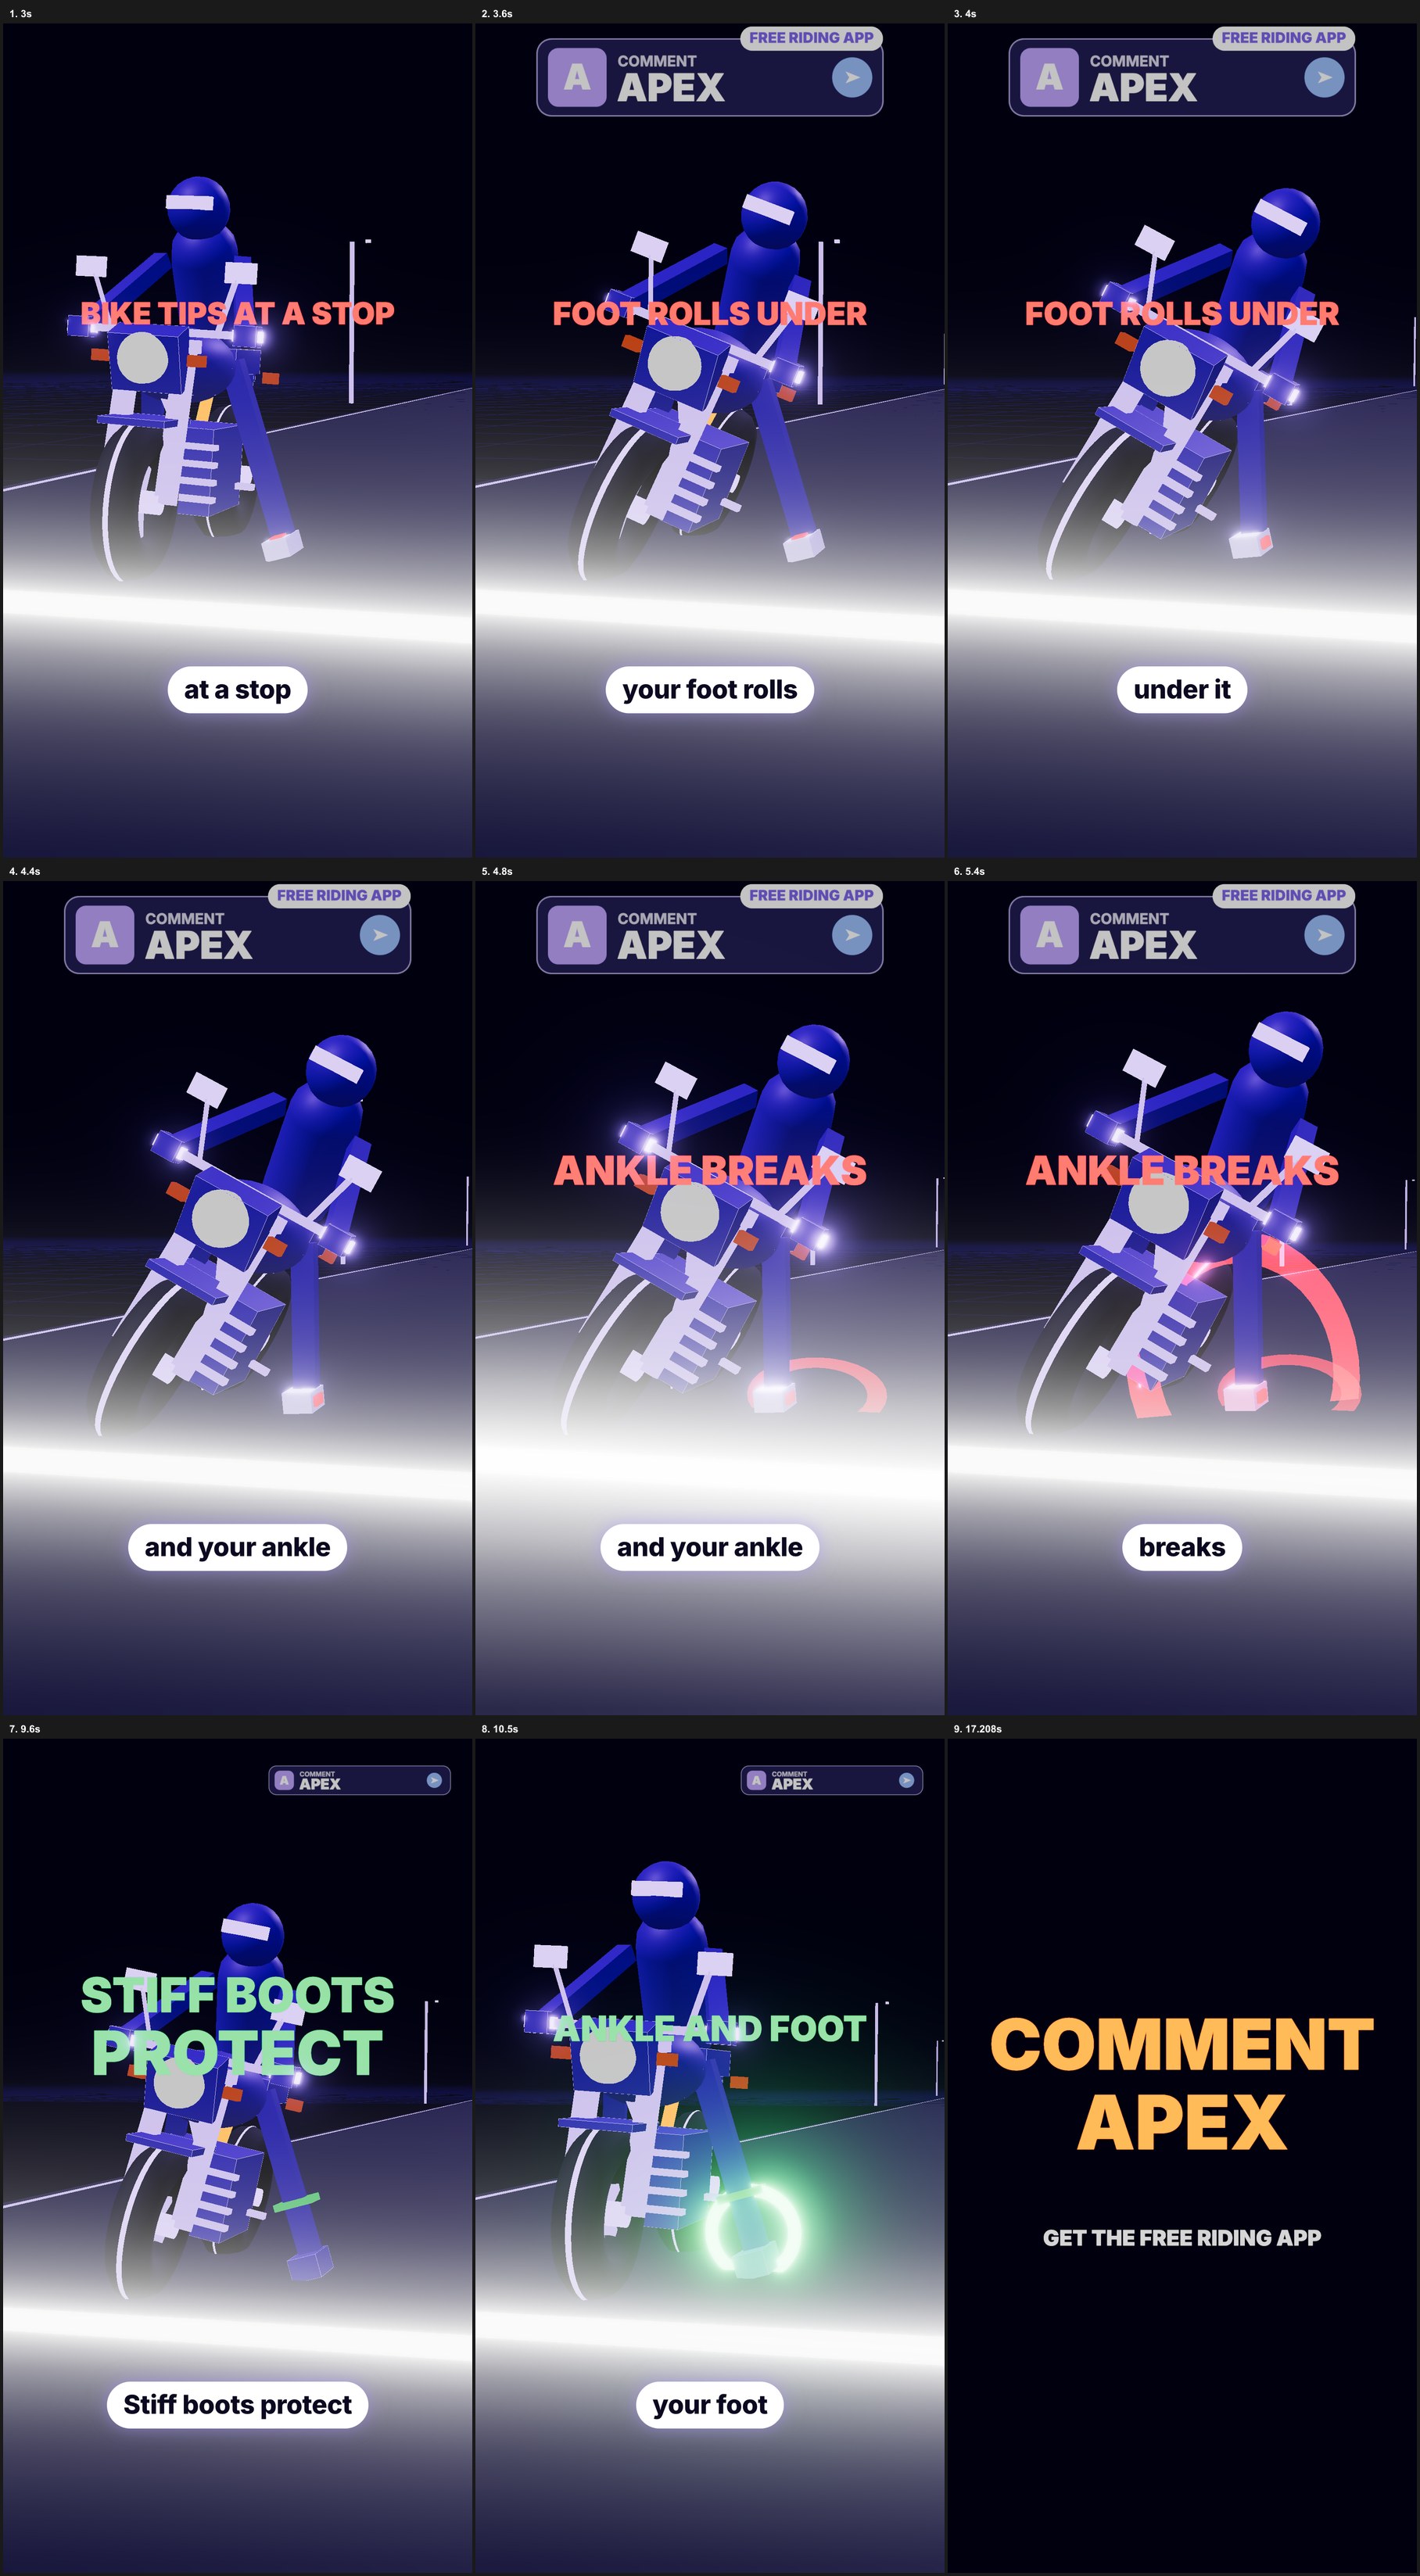 1. 3s
BIKE TIPS AT A STOP
at a stop
2. 3.6s
FREE RIDING APP
A
COMMENT
APEX
FOOT ROLLS UNDER
your foot rolls
3. 4s
FREE RIDING APP
A
COMMENT
APEX
FOOT ROLLS UNDER
under it
4. 4.4s
FREE RIDING APP
A
COMMENT
APEX
and your ankle
5. 4.8s
FREE RIDING APP
A
COMMENT
APEX
ANKLE BREAKS
and your ankle
6. 5.4s
FREE RIDING APP
A
COMMENT
APEX
ANKLE BREAKS
breaks
7. 9.6s
A
COMMENT
APEX
STIFF BOOTS
PROTECT
Stiff boots protect
8. 10.5s
A
COMMENT
APEX
ANKLE AND FOOT
your foot
9. 17.208s
COMMENT
APEX
GET THE FREE RIDING APP